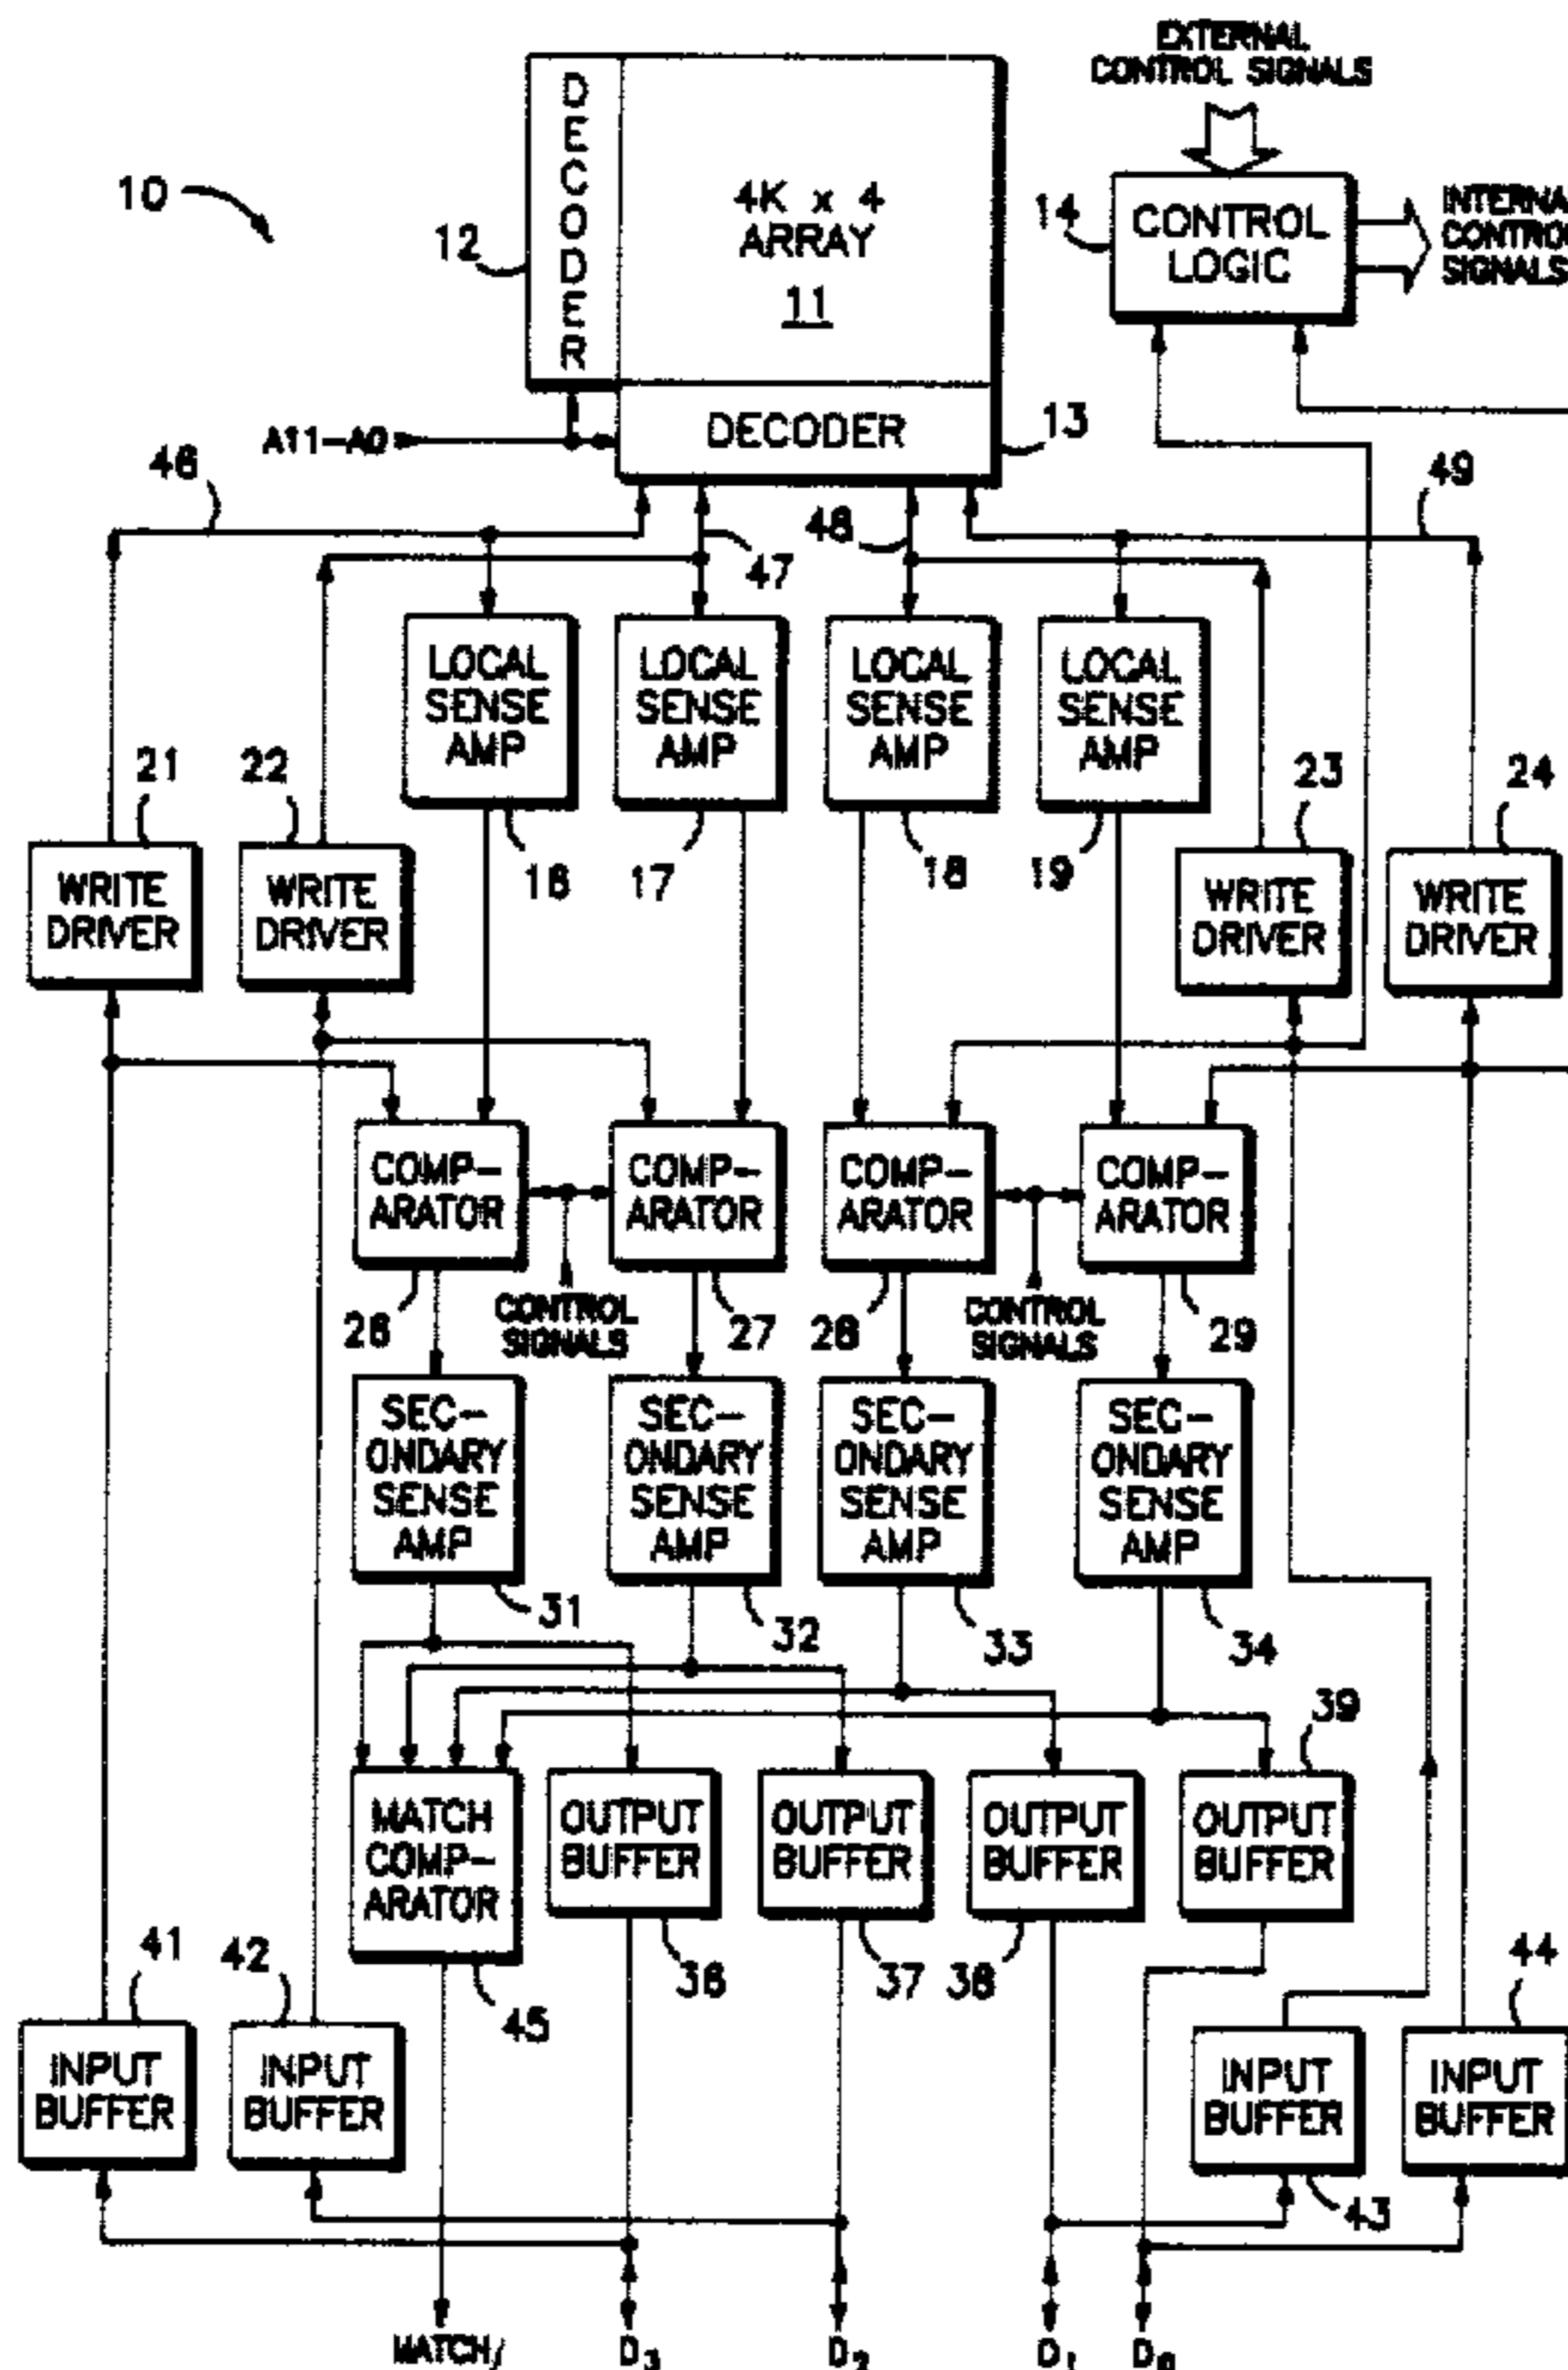 EXTERNAL
CONTROL SIGNALS
10
12
DECODER
4K x 4
ARRAY
11
14
CONTROL
LOGIC
INTERNA
CONTRO
SIGNALS
A11-A0
DECODER
13
46
47
48
49
LOCAL
SENSE
AMP
LOCAL
SENSE
AMP
LOCAL
SENSE
AMP
LOCAL
SENSE
AMP
21
22
16
17
18
19
23
24
WRITE
DRIVER
WRITE
DRIVER
WRITE
DRIVER
WRITE
DRIVER
COMP-
ARATOR
COMP-
ARATOR
COMP-
ARATOR
COMP-
ARATOR
26
CONTROL
SIGNALS
27
28
CONTROL
SIGNALS
29
SEC-
ONDARY
SENSE
AMP
SEC-
ONDARY
SENSE
AMP
SEC-
ONDARY
SENSE
AMP
SEC-
ONDARY
SENSE
AMP
31
32
33
34
39
MATCH
COMP-
ARATOR
OUTPUT
BUFFER
OUTPUT
BUFFER
OUTPUT
BUFFER
OUTPUT
BUFFER
41
42
45
36
37
38
44
INPUT
BUFFER
INPUT
BUFFER
INPUT
BUFFER
INPUT
BUFFER
43
MATCH/
D3
D2
D1
D0